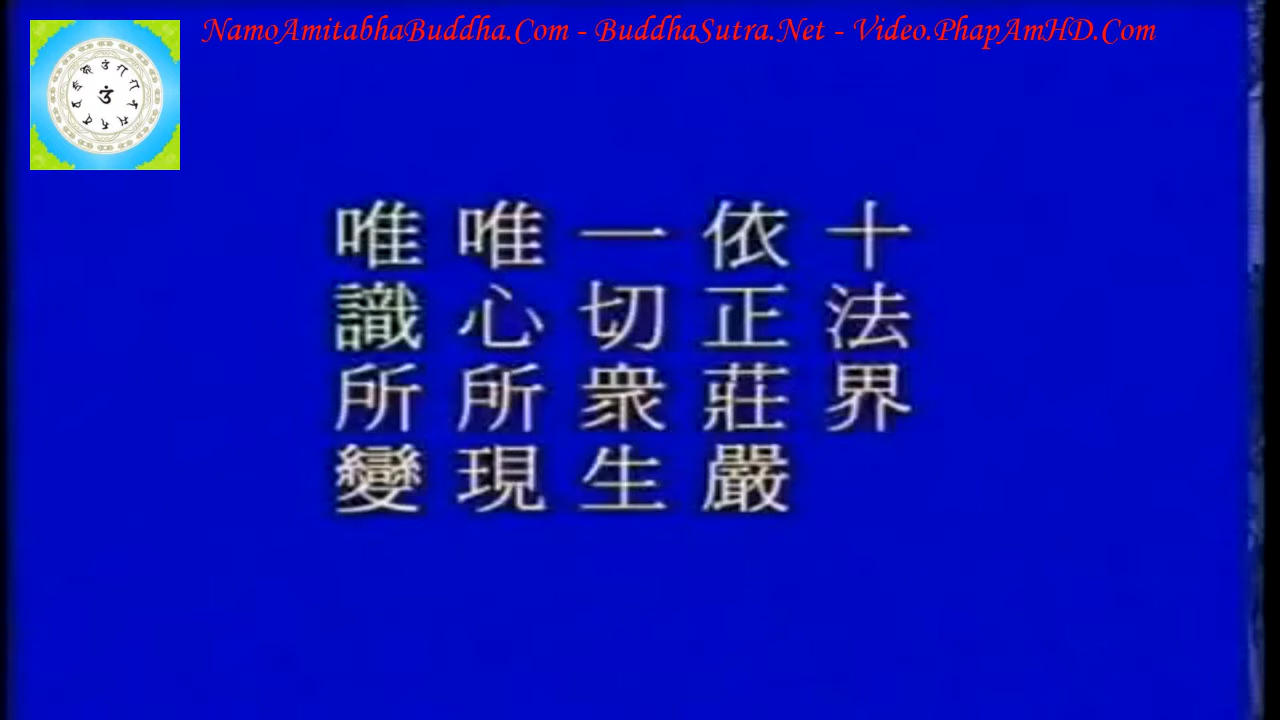 NamoAmitabhaBuddha.Com - BuddhaSutra.Net - Video.PhapAmHD.Com
十法界
依正莊嚴
一切衆生
唯心所現
唯識所變